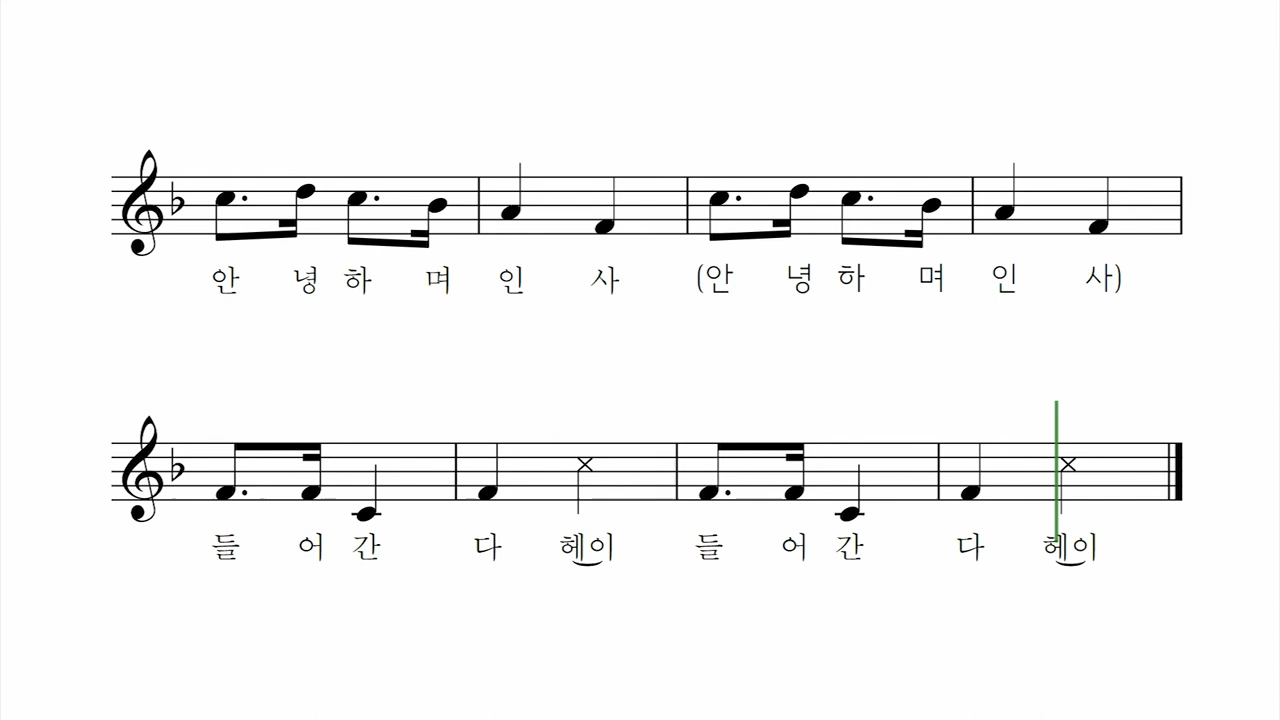 안 녕 하 며 인 사 (안 녕 하 며 인 사)
들 어 간 다 헤이 들 어 간 다 헤이